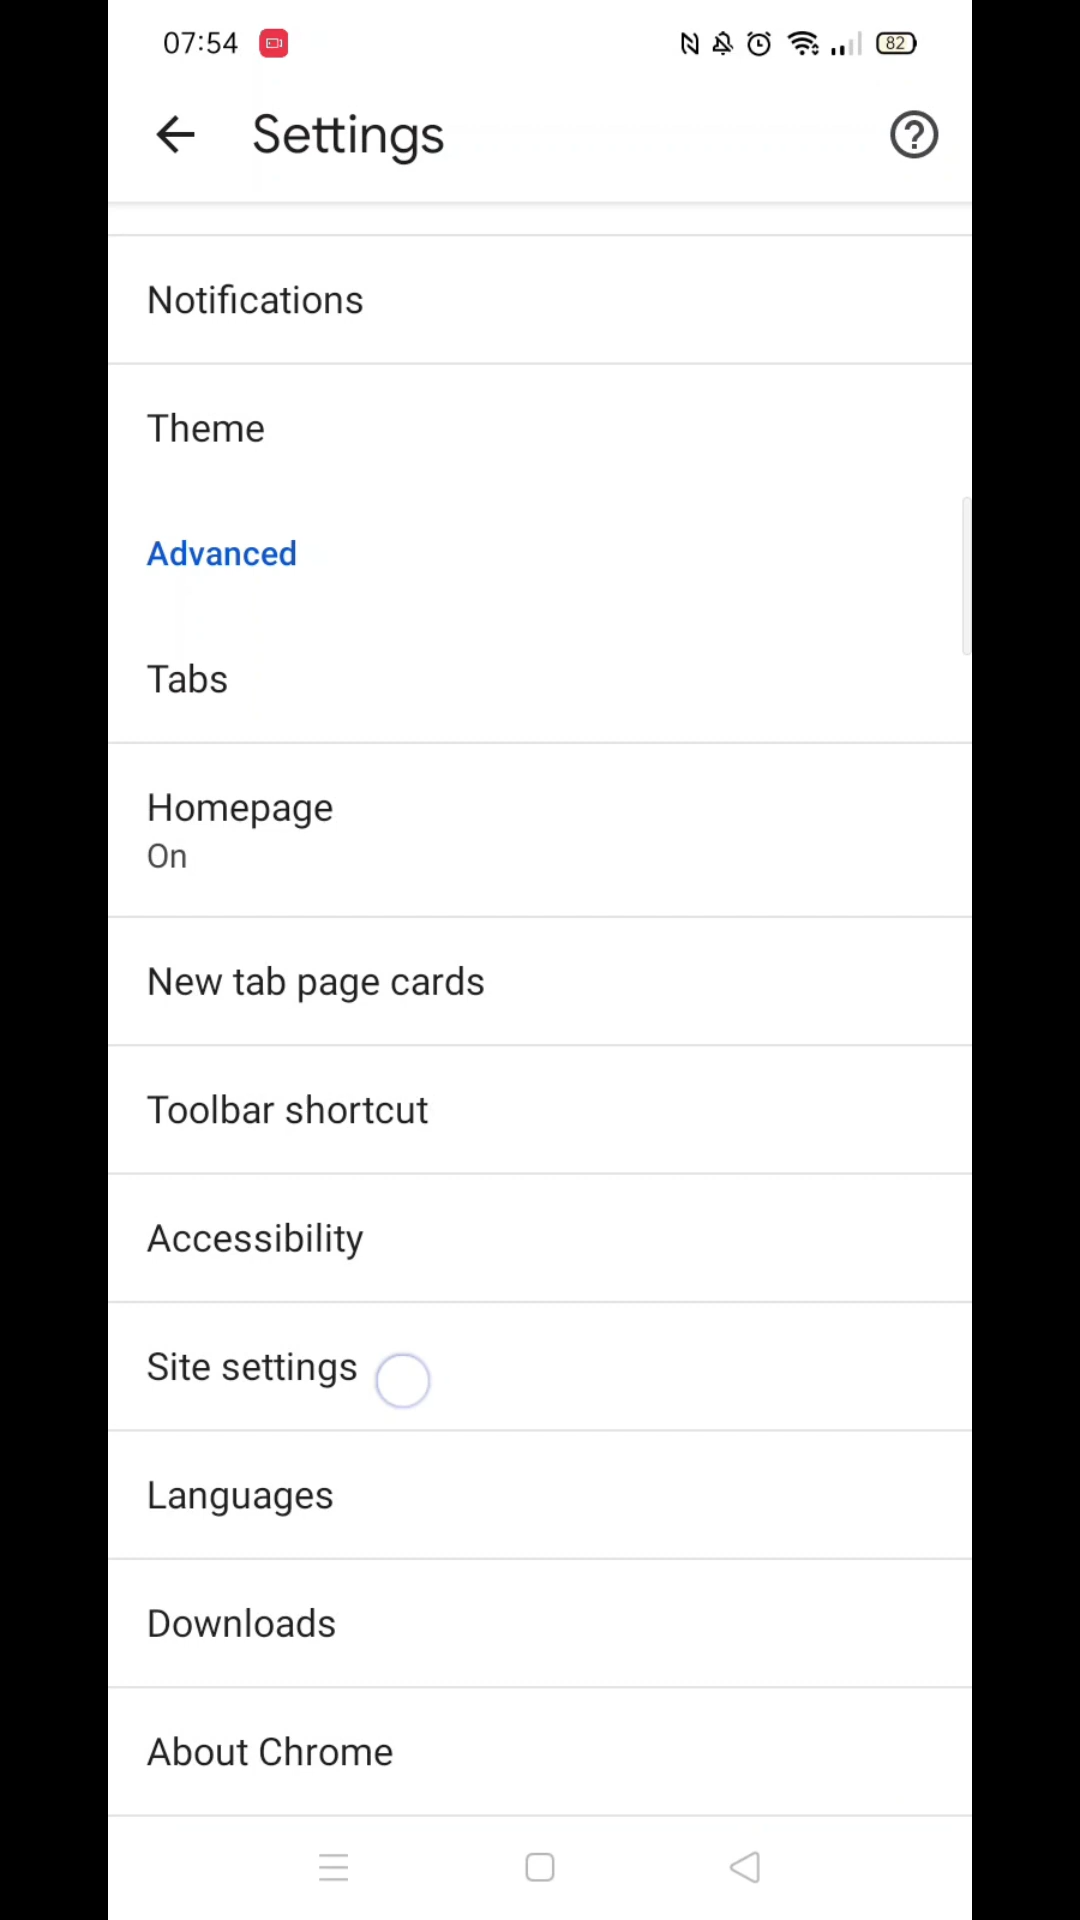 07:54
82
Settings
Notifications
Theme
Advanced
Tabs
Homepage
On
New tab page cards
Toolbar shortcut
Accessibility
Site settings
Languages
Downloads
About Chrome